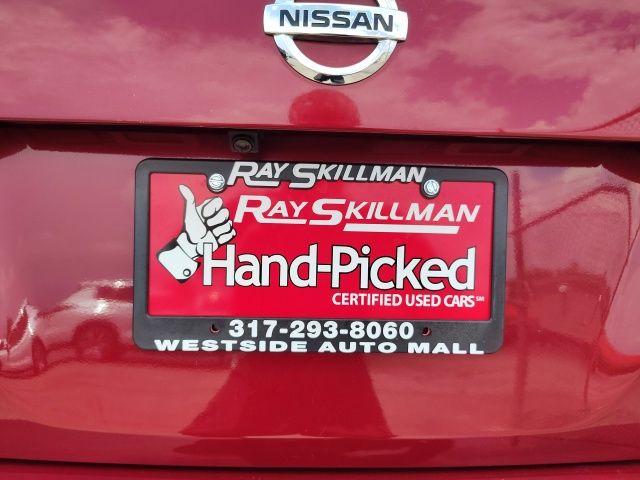 NISSAN
RAY SKILLMAN
RAY SKILLMAN
Hand-Picked
CERTIFIED USED CARS℠
317-293-8060
WESTSIDE AUTO MALL